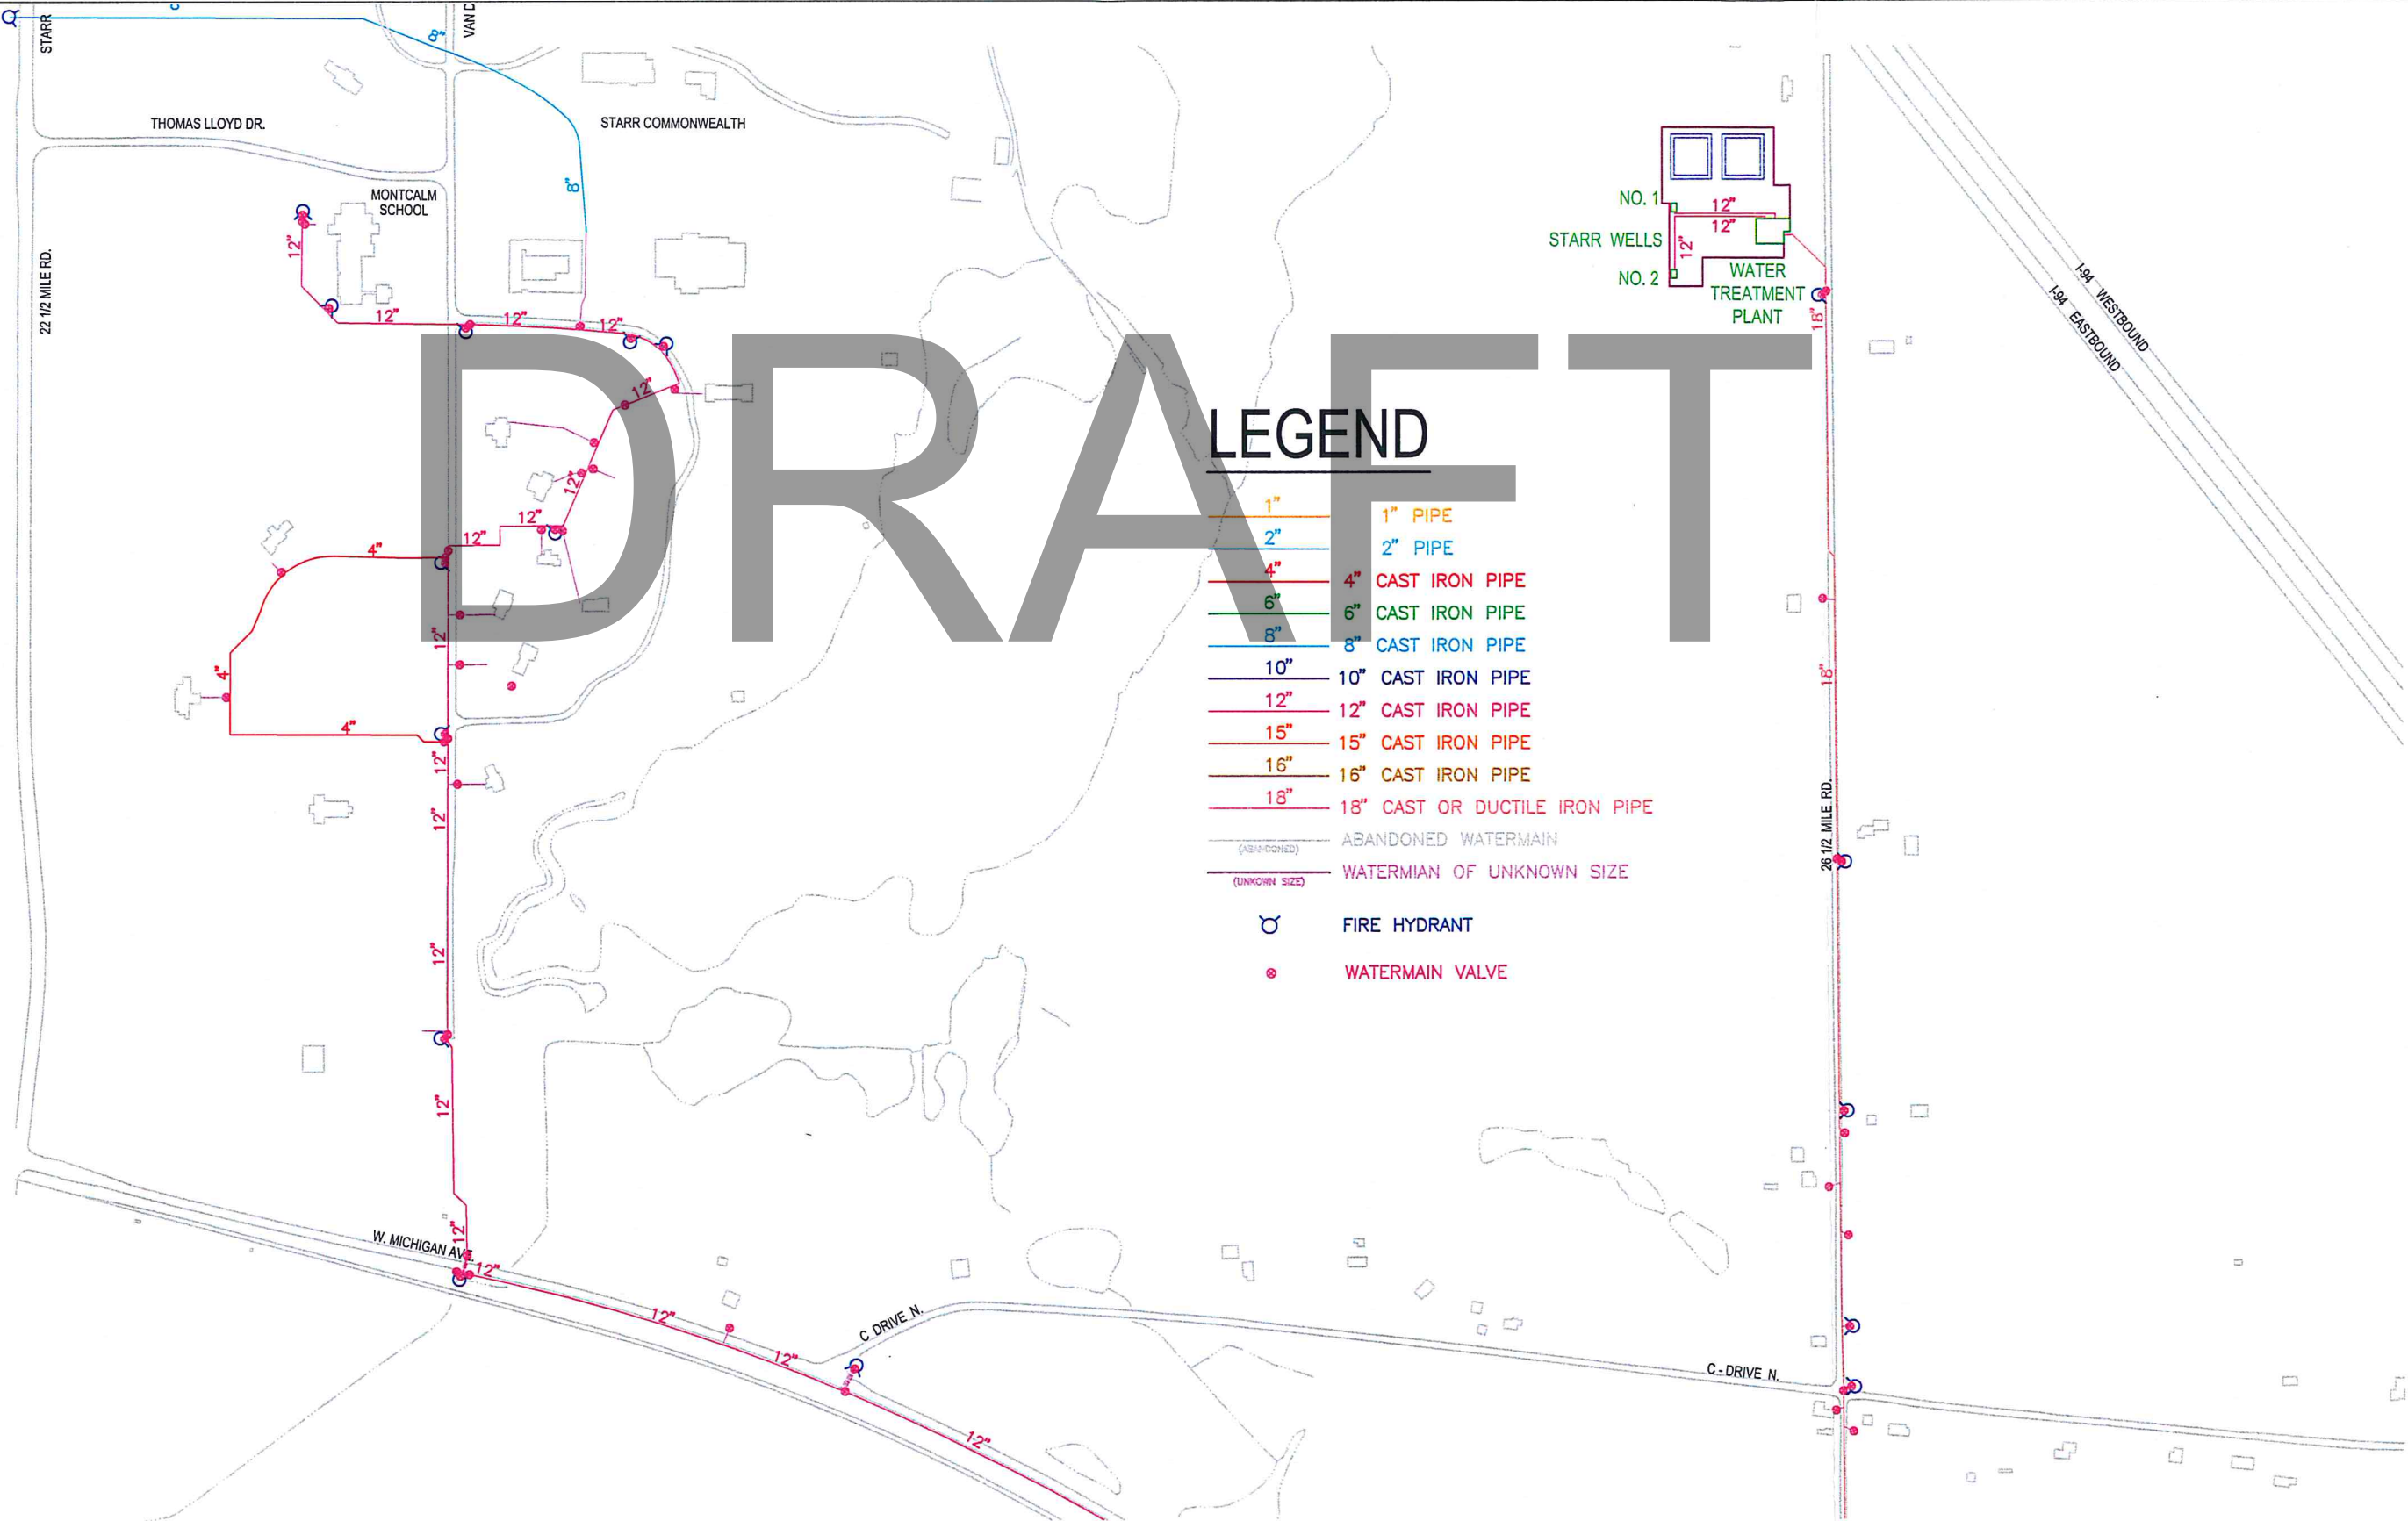 STARR
8"
THOMAS LLOYD DR.
STARR COMMONWEALTH
MONTCALM
SCHOOL
8"
22 1/2 MILE RD.
12"
12"
12"
12"
12"
12"
12"
12"
4"
12"
4"
4"
12"
12"
12"
12"
12"
W. MICHIGAN AVE.
12"
12"
12"
12"
C DRIVE N.
C - DRIVE N.
NO. 1
STARR WELLS
NO. 2
12"
12"
12"
WATER
TREATMENT
PLANT
18"
18"
26 1/2 MILE RD.
I-94 WESTBOUND
I-94 EASTBOUND
DRAFT
LEGEND
1" 1" PIPE
2" 2" PIPE
4" 4" CAST IRON PIPE
6" 6" CAST IRON PIPE
8" 8" CAST IRON PIPE
10" 10" CAST IRON PIPE
12" 12" CAST IRON PIPE
15" 15" CAST IRON PIPE
16" 16" CAST IRON PIPE
18" 18" CAST OR DUCTILE IRON PIPE
(ABANDONED) ABANDONED WATERMAIN
(UNKOWN SIZE) WATERMIAN OF UNKNOWN SIZE
FIRE HYDRANT
WATERMAIN VALVE